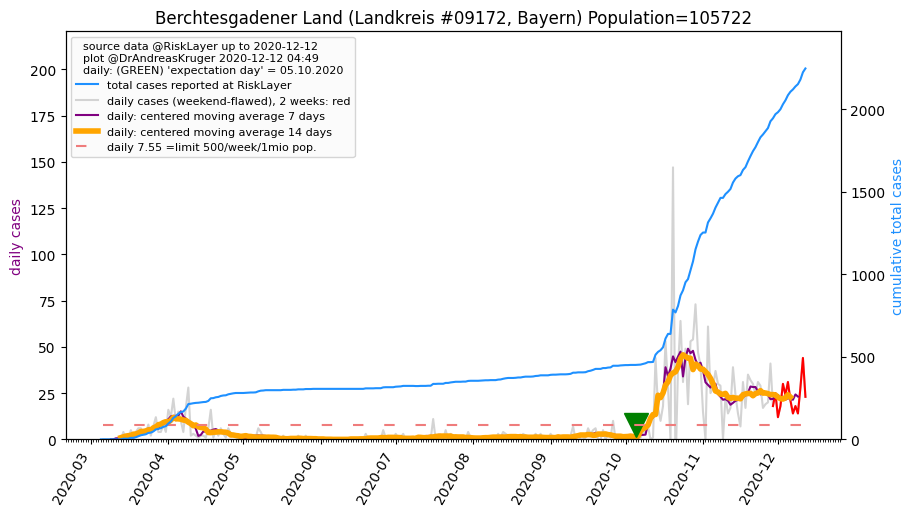 Berchtesgadener Land (Landkreis #09172, Bayern) Population=105722
source data @RiskLayer up to 2020-12-12
plot @DrAndreasKruger 2020-12-12 04:49
daily: (GREEN) 'expectation day' = 05.10.2020
total cases reported at RiskLayer
daily cases (weekend-flawed), 2 weeks: red
daily: centered moving average 7 days
daily: centered moving average 14 days
daily 7.55 =limit 500/week/1mio pop.
daily cases
200
175
150
125
100
75
50
25
0
cumulative total cases
2000
1500
1000
500
0
2020-03
2020-04
2020-05
2020-06
2020-07
2020-08
2020-09
2020-10
2020-11
2020-12